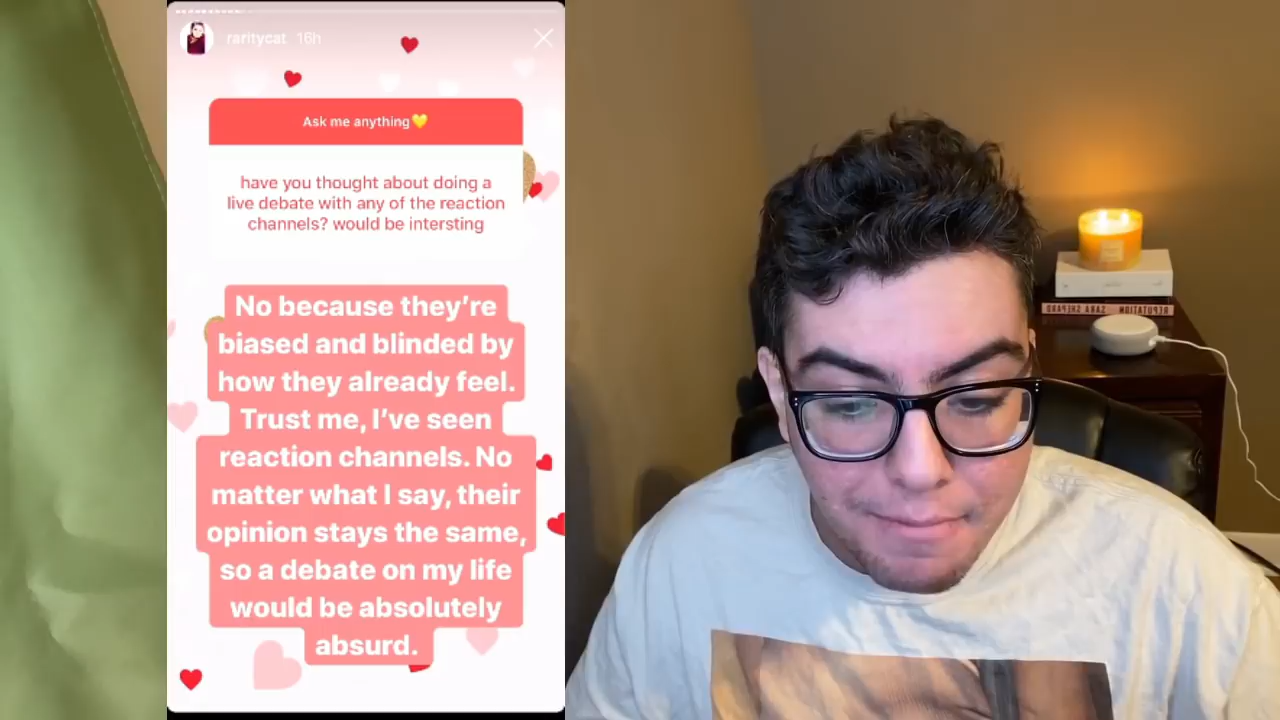 raritycat 16h
Ask me anything💛
have you thought about doing a
live debate with any of the reaction
channels? would be intersting
No because they're
biased and blinded by
how they already feel.
Trust me, I've seen
reaction channels. No
matter what I say, their
opinion stays the same,
so a debate on my life
would be absolutely
absurd.
REPUTATION SARA SHEPARD